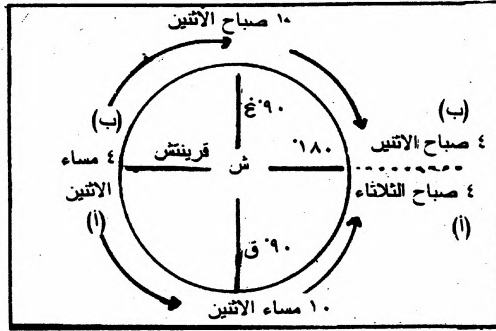 ١٠ صباح الاثنين
٩٠° غ
(ب)
(ب)
٤ صباح الاثنين
١٨٠°
ش
قرينتش
٤ مساء
الاثنين
(أ)
٤ صباح الثلاثاء
(أ)
٩٠° ق
١٠ مساء الاثنين